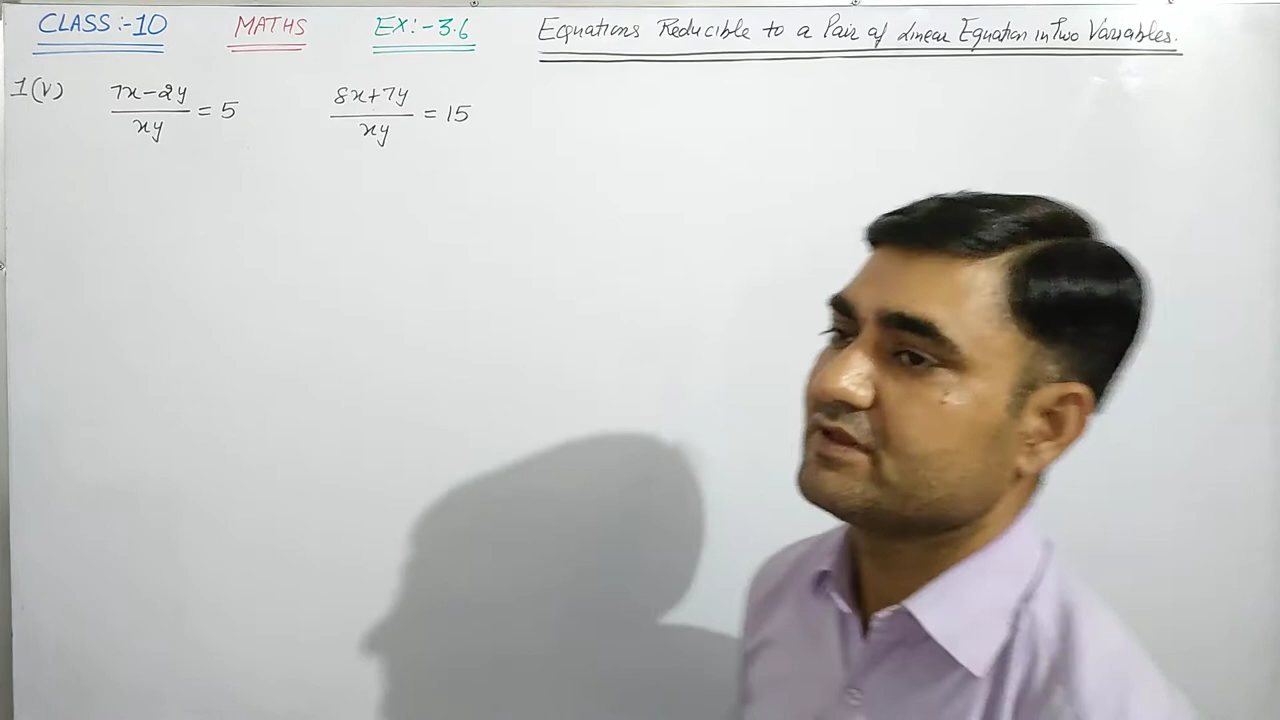 CLASS:-10 MATHS EX:-3.6 Equations Reducible to a Pair of Linear Equation in Two Variables.
1(v) 7x-2y/xy = 5 8x+7y/xy = 15